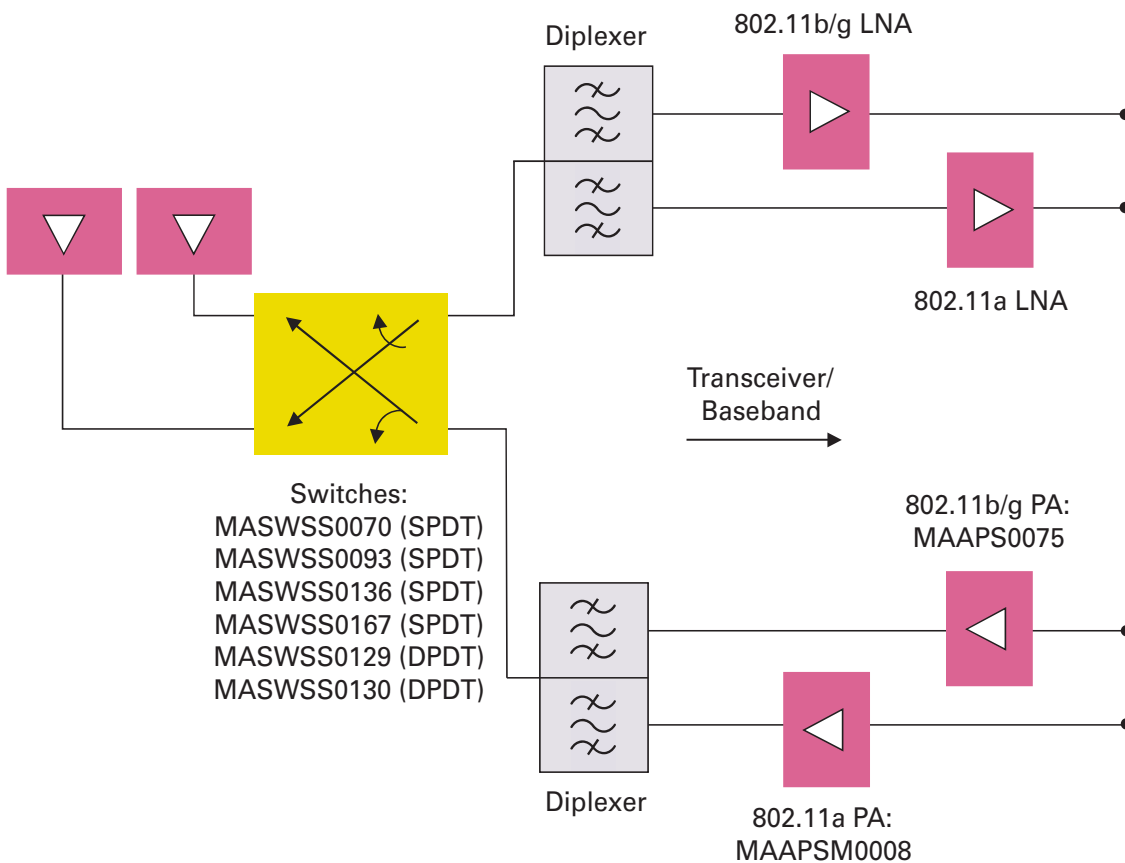 802.11b/g LNA
Diplexer
802.11a LNA
Transceiver/
Baseband
Switches:
MASWSS0070 (SPDT)
MASWSS0093 (SPDT)
MASWSS0136 (SPDT)
MASWSS0167 (SPDT)
MASWSS0129 (DPDT)
MASWSS0130 (DPDT)
802.11b/g PA:
MAAPS0075
Diplexer
802.11a PA:
MAAPSM0008